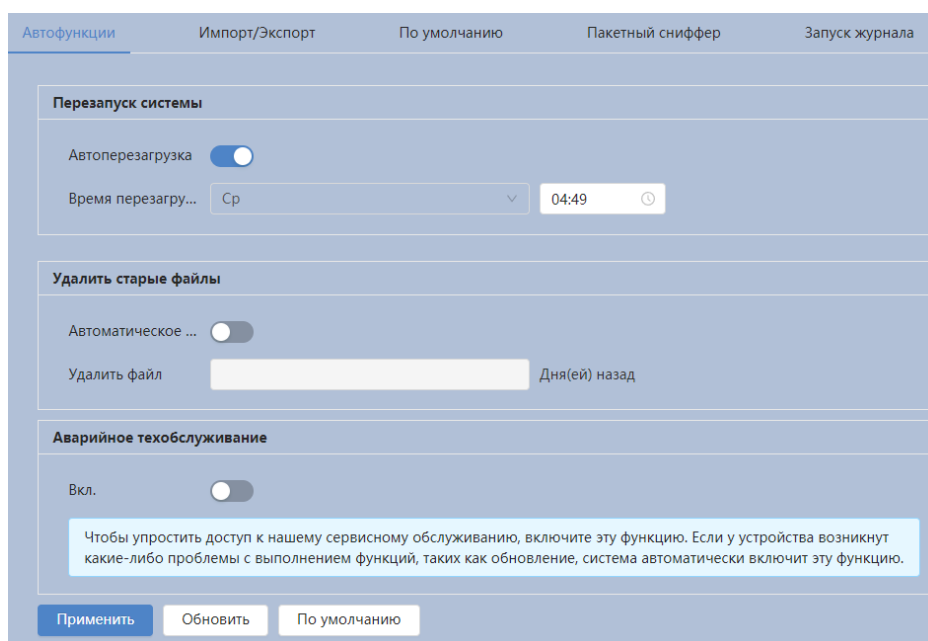 Автофункции Импорт/Экспорт По умолчанию Пакетный сниффер Запуск журнала
Перезапуск системы
Автоперезагрузка
Время перезагру... Ср 04:49
Удалить старые файлы
Автоматическое ...
Удалить файл Дня(ей) назад
Аварийное техобслуживание
Вкл.
Чтобы упростить доступ к нашему сервисному обслуживанию, включите эту функцию. Если у устройства возникнут
какие-либо проблемы с выполнением функций, таких как обновление, система автоматически включит эту функцию.
Применить Обновить По умолчанию